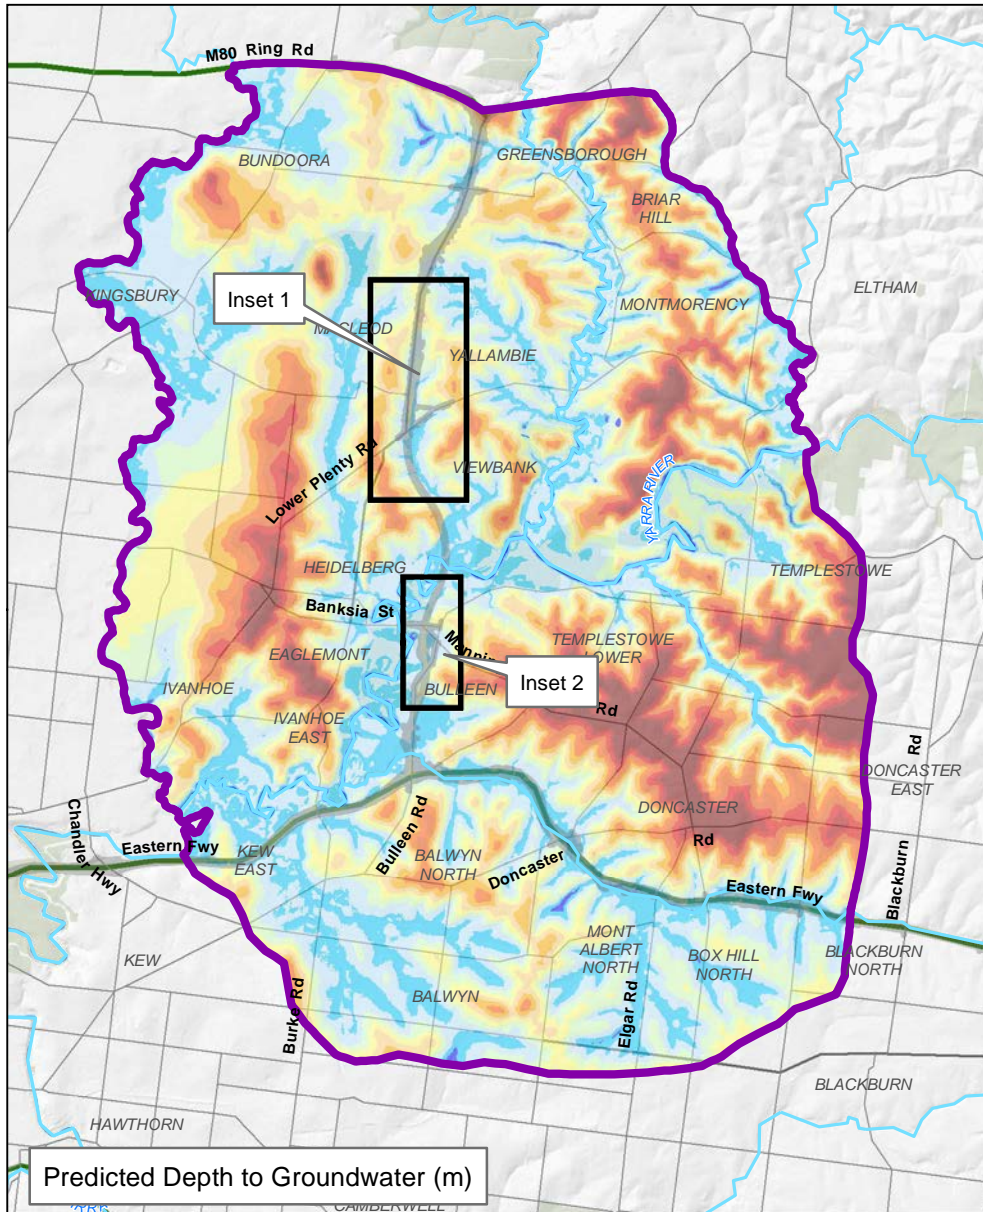 M80 Ring Rd
BUNDOORA
GREENSBOROUGH
BRIAR
HILL
KINGSBURY
Inset 1
MACLEOD
MONTMORENCY
ELTHAM
YALLAMBIE
Lower Plenty Rd
VIEWBANK
YARRA RIVER
HEIDELBERG
TEMPLESTOWE
Banksia St
EAGLEMONT
TEMPLESTOWE
LOWER
Inset 2
BULLEEN
Rd
IVANHOE
IVANHOE
EAST
Rd
DONCASTER
EAST
DONCASTER
Chandler Hwy
Eastern Fwy
KEW
EAST
Bulleen Rd
BALWYN
NORTH
Doncaster
Rd
Eastern Fwy
Blackburn
MONT
ALBERT
NORTH
BOX HILL
NORTH
BLACKBURN
NORTH
KEW
BALWYN
Burke Rd
Elgar Rd
BLACKBURN
HAWTHORN
Predicted Depth to Groundwater (m)
CAMBERWELL